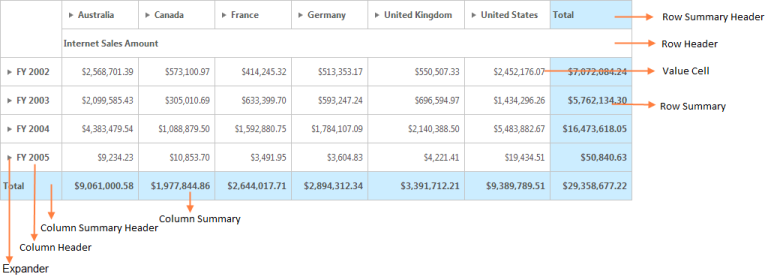 Australia Canada France Germany United Kingdom United States Total
Row Summary Header
Internet Sales Amount
Row Header
FY 2002 $2,568,701.39 $573,100.97 $414,245.32 $513,353.17 $550,507.33 $2,452,176.07 $7,072,084.24
Value Cell
FY 2003 $2,099,585.43 $305,010.69 $633,399.70 $593,247.24 $696,594.97 $1,434,296.26 $5,762,134.30
Row Summary
FY 2004 $4,383,479.54 $1,088,879.50 $1,592,880.75 $1,784,107.09 $2,140,388.50 $5,483,882.67 $16,473,618.05
FY 2005 $9,234.23 $10,853.70 $3,491.95 $3,604.83 $4,221.41 $19,434.51 $50,840.63
Total $9,061,000.58 $1,977,844.86 $2,644,017.71 $2,894,312.34 $3,391,712.21 $9,389,789.51 $29,358,677.22
Column Summary
Column Summary Header
Column Header
Expander